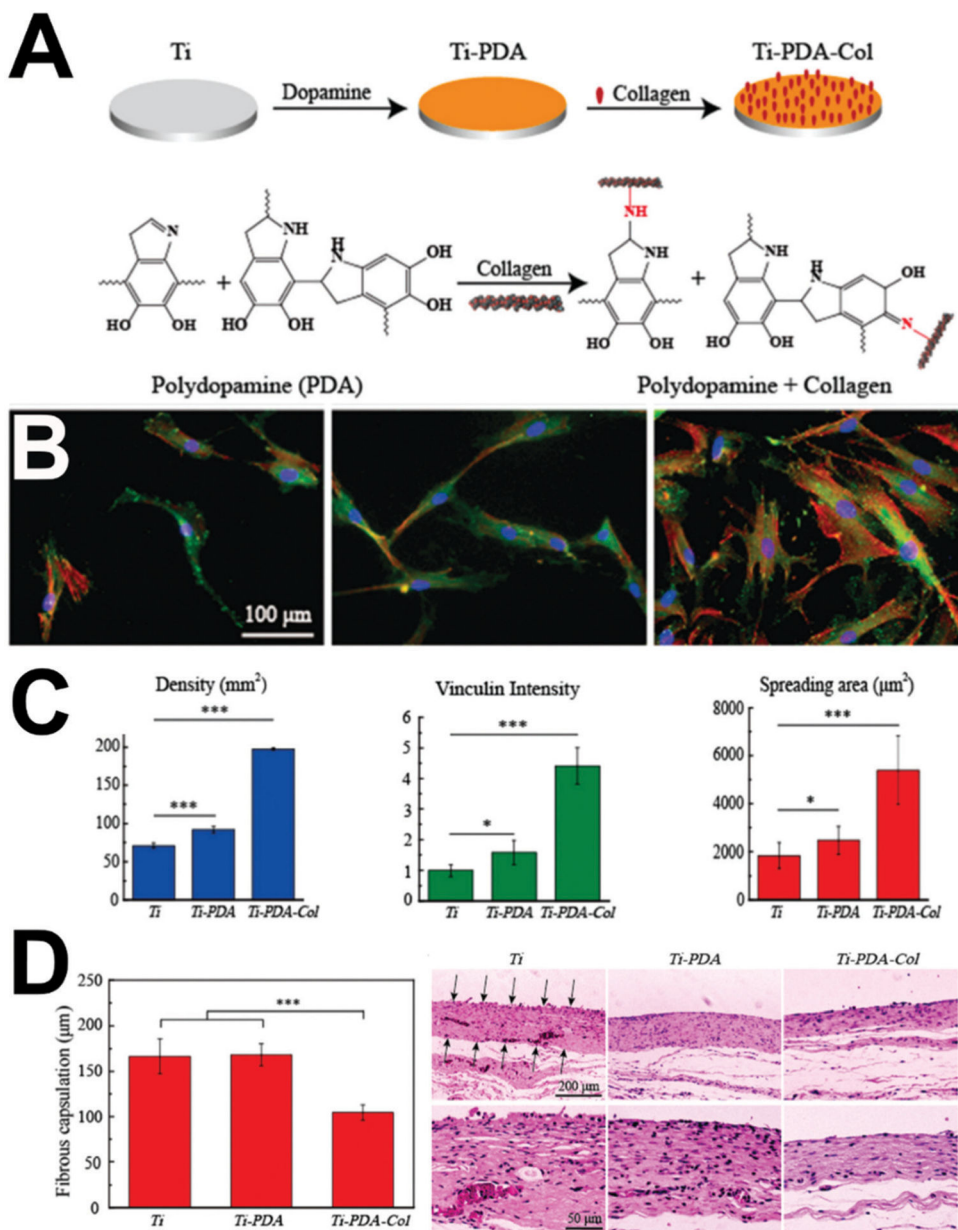 A
Ti
Ti-PDA
Ti-PDA-Col
Dopamine
Collagen
N
HO OH
+
NH
HO OH
H
N
OH
OH
Collagen
NH
NH
HO OH
+
NH
HO OH
H
N
OH
N
Polydopamine (PDA)
Polydopamine + Collagen
B
100 μm
C
Density (mm²)
***
***
200
150
100
50
0
Ti Ti-PDA Ti-PDA-Col
Vinculin Intensity
***
*
6
5
4
3
2
1
0
Ti Ti-PDA Ti-PDA-Col
Spreading area (μm²)
***
*
8000
6000
4000
2000
0
Ti Ti-PDA Ti-PDA-Col
D
Fibrous capsulation (μm)
250
200
150
100
50
0
***
Ti Ti-PDA Ti-PDA-Col
Ti Ti-PDA Ti-PDA-Col
200 μm
50 μm